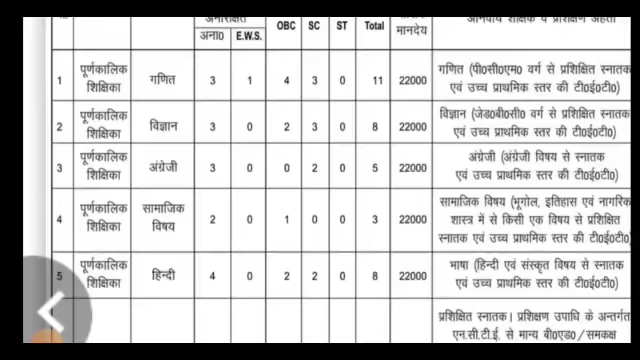 अनारक्षित
OBC SC ST Total
अना0 E.W.S. मानदेय
1 पूर्णकालिक शिक्षिका गणित 3 1 4 3 0 11 22000 गणित (पी0सी0एम0 वर्ग से प्रशिक्षित स्नातक
एवं उच्च प्राथमिक स्तर की टी0ई0टी0)
2 पूर्णकालिक शिक्षिका विज्ञान 3 0 2 3 0 8 22000 विज्ञान (जेड0बी0सी0 वर्ग से प्रशिक्षित स्नातक
एवं उच्च प्राथमिक स्तर की टी0ई0टी0)
3 पूर्णकालिक शिक्षिका अंग्रेजी 3 0 0 2 0 5 22000 अंग्रेजी (अंग्रेजी विषय से स्नातक
एवं उच्च प्राथमिक स्तर की टी0ई0टी0)
4 पूर्णकालिक शिक्षिका सामाजिक विषय 2 0 1 0 0 3 22000 सामाजिक विषय (भूगोल, इतिहास एवं नागरिक
शास्त्र में से किसी एक विषय से प्रशिक्षित
स्नातक एवं उच्च प्राथमिक स्तर की टी0ई0टी0)
5 पूर्णकालिक शिक्षिका हिन्दी 4 0 2 2 0 8 22000 भाषा (हिन्दी एवं संस्कृत विषय से स्नातक
एवं उच्च प्राथमिक स्तर की टी0ई0टी0)
प्रशिक्षित स्नातक। प्रशिक्षण उपाधि के अन्तर्गत
एन.सी.टी.ई. से मान्य बी0एड0/समकक्ष